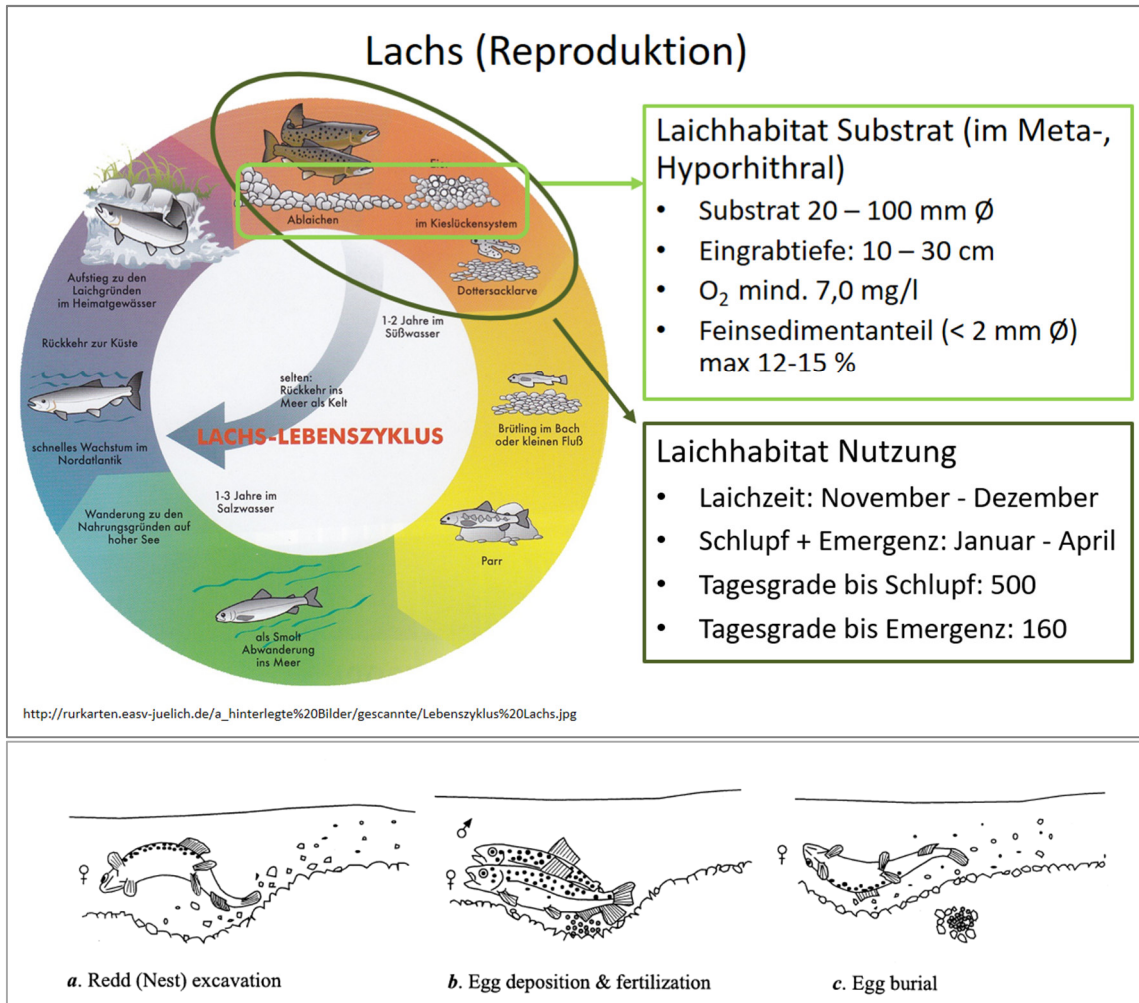 Lachs (Reproduktion)
Ablaichen
im Kieslückensystem
Dottersacklarve
1-2 Jahre im
Süßwasser
Brütling im Bach
oder kleinen Fluß
Parr
als Smolt
Abwanderung
ins Meer
Wanderung zu den
Nahrungsgründen auf
hoher See
1-3 Jahre im
Salzwasser
schnelles Wachstum im
Nordatlantik
Rückkehr zur Küste
Aufstieg zu den
Laichgründen
im Heimatgewässer
selten:
Rückkehr ins
Meer als Kelt
LACHS-LEBENSZYKLUS
Laichhabitat Substrat (im Meta-,
Hyporhithral)
• Substrat 20 – 100 mm Ø
• Eingrabtiefe: 10 – 30 cm
• O₂ mind. 7,0 mg/l
• Feinsedimentanteil (< 2 mm Ø)
max 12-15 %
Laichhabitat Nutzung
• Laichzeit: November - Dezember
• Schlupf + Emergenz: Januar - April
• Tagesgrade bis Schlupf: 500
• Tagesgrade bis Emergenz: 160
http://rurkarten.easv-juelich.de/a_hinterlegte%20Bilder/gescannte/Lebenszyklus%20Lachs.jpg
♀
♂
♀
♀
a. Redd (Nest) excavation
b. Egg deposition & fertilization
c. Egg burial